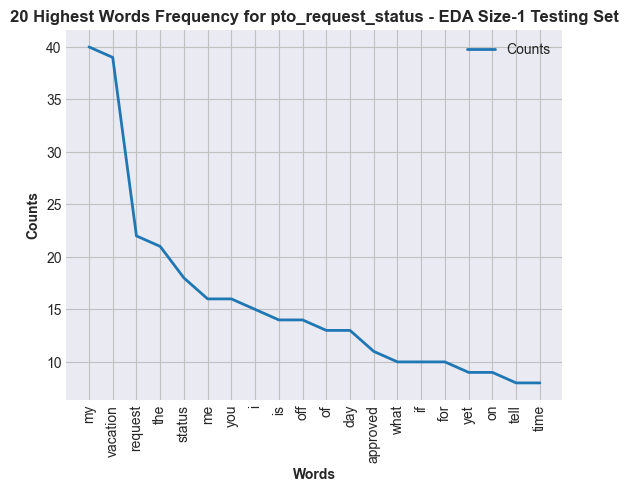 20 Highest Words Frequency for pto_request_status - EDA Size-1 Testing Set
Counts
40
35
30
25
20
15
10
Counts
my
vacation
request
the
status
me
you
i
is
off
of
day
approved
what
if
for
yet
on
tell
time
Words